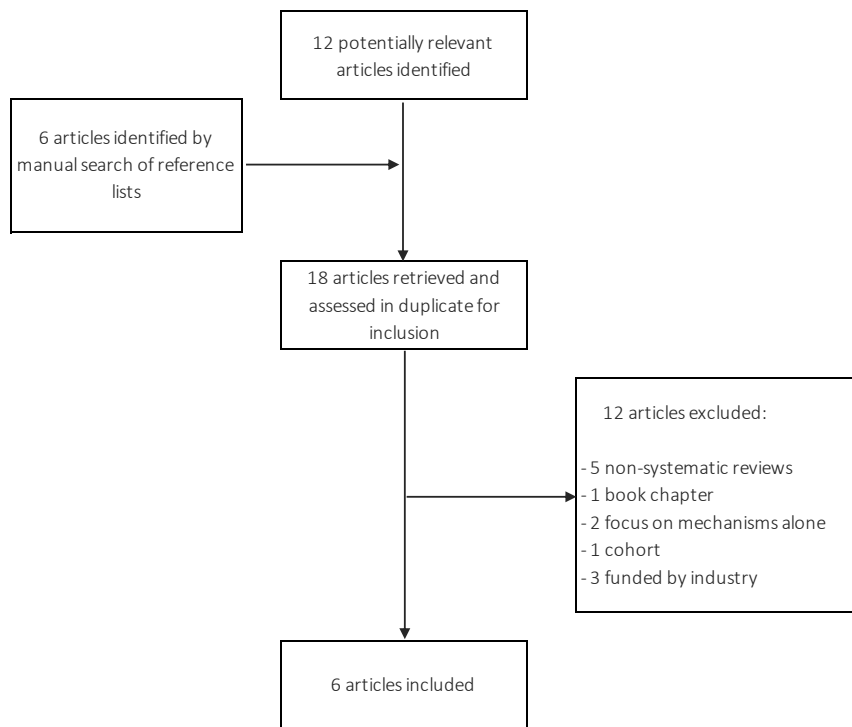 12 potentially relevant
articles identified
6 articles identified by
manual search of reference
lists
18 articles retrieved and
assessed in duplicate for
inclusion
12 articles excluded:
- 5 non-systematic reviews
- 1 book chapter
- 2 focus on mechanisms alone
- 1 cohort
- 3 funded by industry
6 articles included